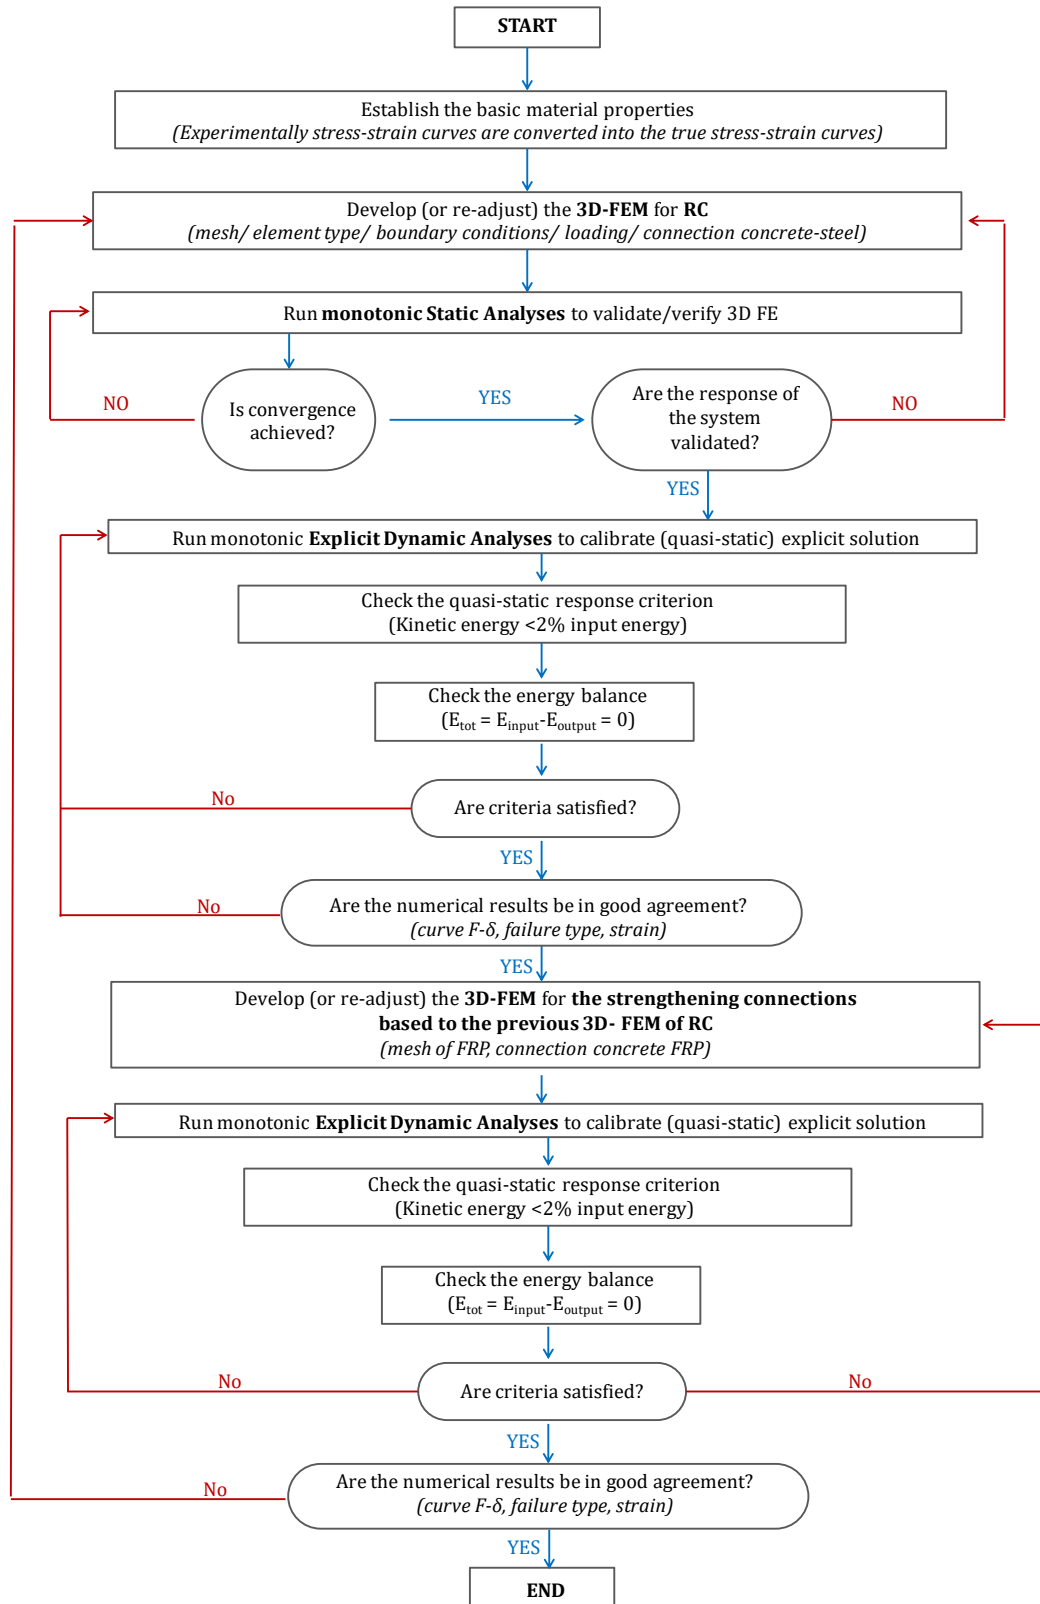 START
Establish the basic material properties
(Experimentally stress-strain curves are converted into the true stress-strain curves)
Develop (or re-adjust) the 3D-FEM for RC
(mesh/ element type/ boundary conditions/ loading/ connection concrete-steel)
Run monotonic Static Analyses to validate/verify 3D FE
NO
Is convergence
achieved?
YES
Are the response of
the system
validated?
NO
YES
Run monotonic Explicit Dynamic Analyses to calibrate (quasi-static) explicit solution
Check the quasi-static response criterion
(Kinetic energy <2% input energy)
Check the energy balance
(Etot = Einput-Eoutput = 0)
No
Are criteria satisfied?
YES
No
Are the numerical results be in good agreement?
(curve F-δ, failure type, strain)
YES
Develop (or re-adjust) the 3D-FEM for the strengthening connections
based to the previous 3D- FEM of RC
(mesh of FRP, connection concrete FRP)
Run monotonic Explicit Dynamic Analyses to calibrate (quasi-static) explicit solution
Check the quasi-static response criterion
(Kinetic energy <2% input energy)
Check the energy balance
(Etot = Einput-Eoutput = 0)
No
Are criteria satisfied?
No
YES
No
Are the numerical results be in good agreement?
(curve F-δ, failure type, strain)
YES
END